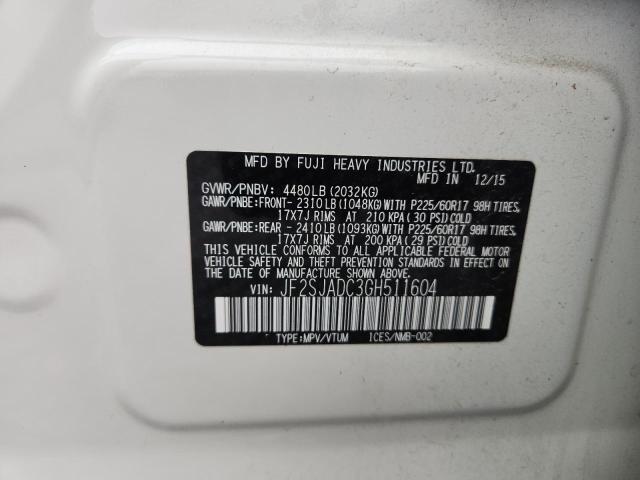 MFD BY FUJI HEAVY INDUSTRIES LTD.
MFD IN 12/15
GVWR/PNBV: 4480LB (2032KG)
GAWR/PNBE:FRONT- 2310LB(1048KG)WITH P225/60R17 98H TIRES,
17X7J RIMS AT 210 KPA(30 PSI)COLD
GAWR/PNBE:REAR - 2410LB(1093KG)WITH P225/60R17 98H TIRES,
17X7J RIMS AT 200 KPA(29 PSI)COLD
THIS VEHICLE CONFORMS TO ALL APPLICABLE FEDERAL MOTOR
VEHICLE SAFETY AND THEFT PREVENTION STANDARDS IN EFFECT
ON THE DATE OF MANUFACTURE SHOWN ABOVE.
VIN: JF2SJADC3GH511604
TYPE:MPV/VTUM ICES/NMB-002